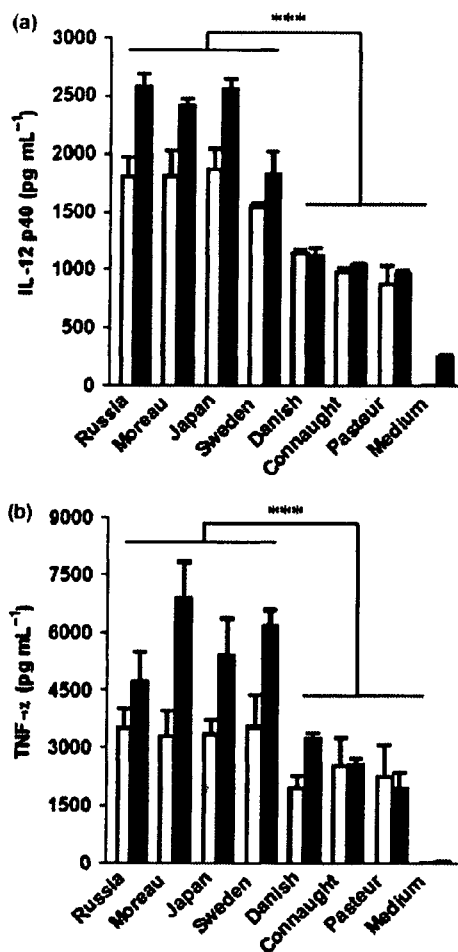 (a)
***
3000
2500
2000
1500
1000
500
0
IL-12 p40 (pg mL⁻¹)
Russia
Moreau
Japan
Sweden
Danish
Connaught
Pasteur
Medium
(b)
***
9000
7500
6000
4500
3000
1500
0
TNF-α (pg mL⁻¹)
Russia
Moreau
Japan
Sweden
Danish
Connaught
Pasteur
Medium